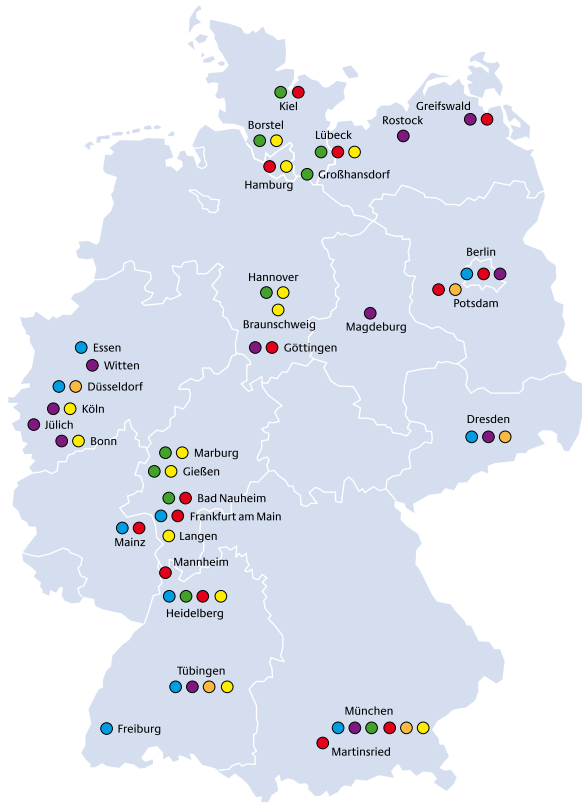 Kiel
Greifswald
Rostock
Borstel
Lübeck
Großhansdorf
Hamburg
Berlin
Hannover
Potsdam
Braunschweig
Magdeburg
Essen
Göttingen
Witten
Düsseldorf
Köln
Dresden
Jülich
Bonn
Marburg
Gießen
Bad Nauheim
Frankfurt am Main
Mainz
Langen
Mannheim
Heidelberg
Tübingen
München
Freiburg
Martinsried